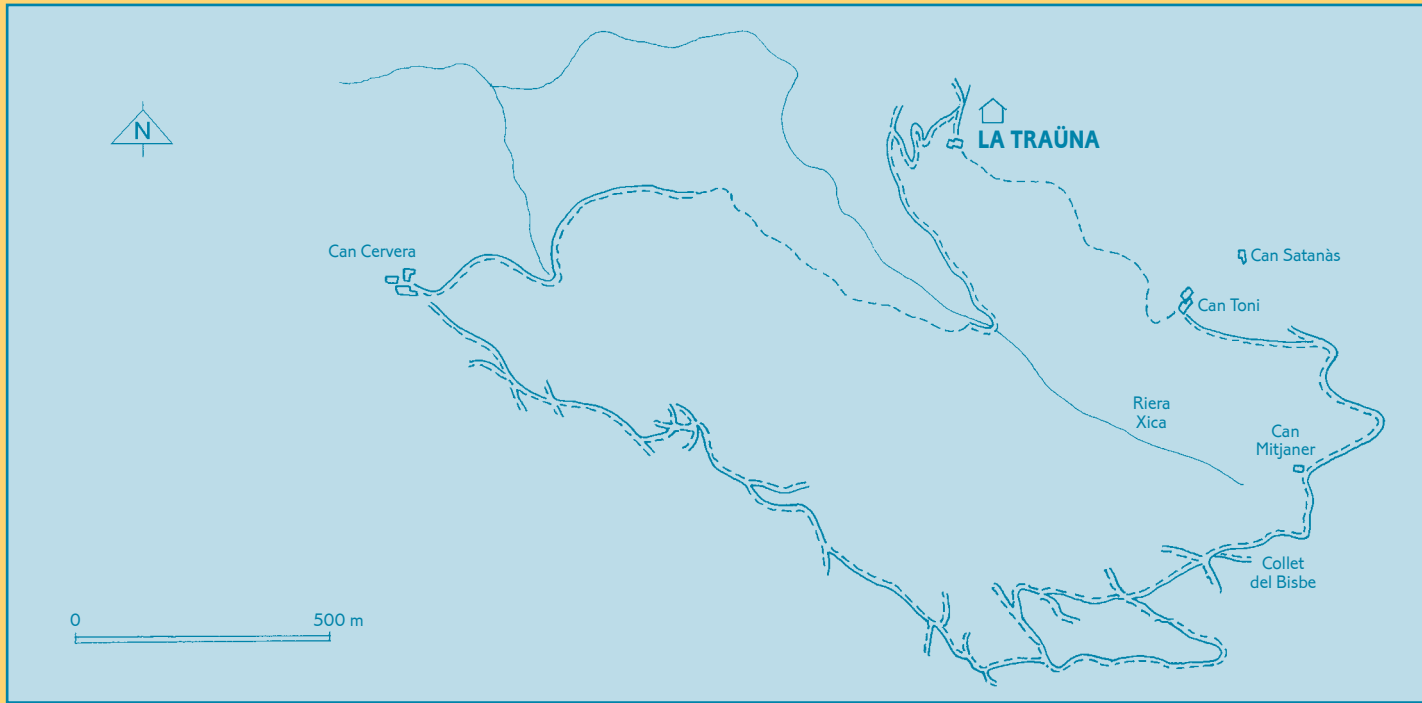 N
LA TRAÜNA
Can Cervera
Can Satanàs
Can Toni
Riera
Xica
Can
Mitjaner
Collet
del Bisbe
0
500 m